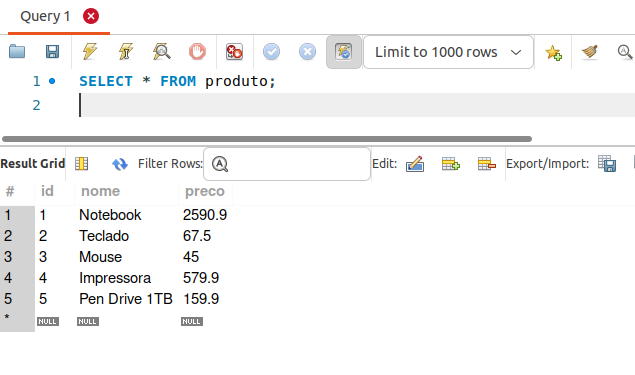 Query 1
Limit to 1000 rows
1 SELECT * FROM produto;
2
Result Grid Filter Rows: Edit: Export/Import:
# id nome preco
1 1 Notebook 2590.9
2 2 Teclado 67.5
3 3 Mouse 45
4 4 Impressora 579.9
5 5 Pen Drive 1TB 159.9
* NULL NULL NULL